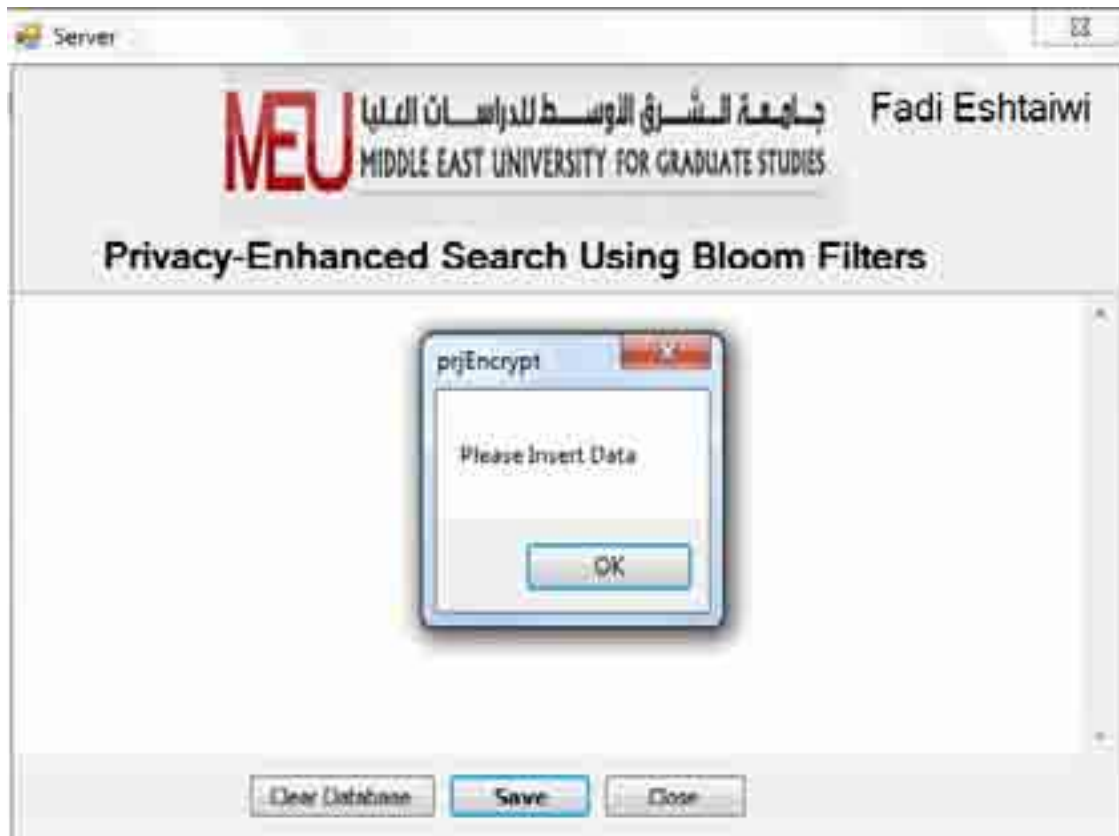 Server
MEU
جامعة الشرق الأوسط للدراسات العليا
MIDDLE EAST UNIVERSITY FOR GRADUATE STUDIES
Fadi Eshtaiwi
Privacy-Enhanced Search Using Bloom Filters
prjEncrypt
Please Insert Data
OK
Clear Database
Save
Close